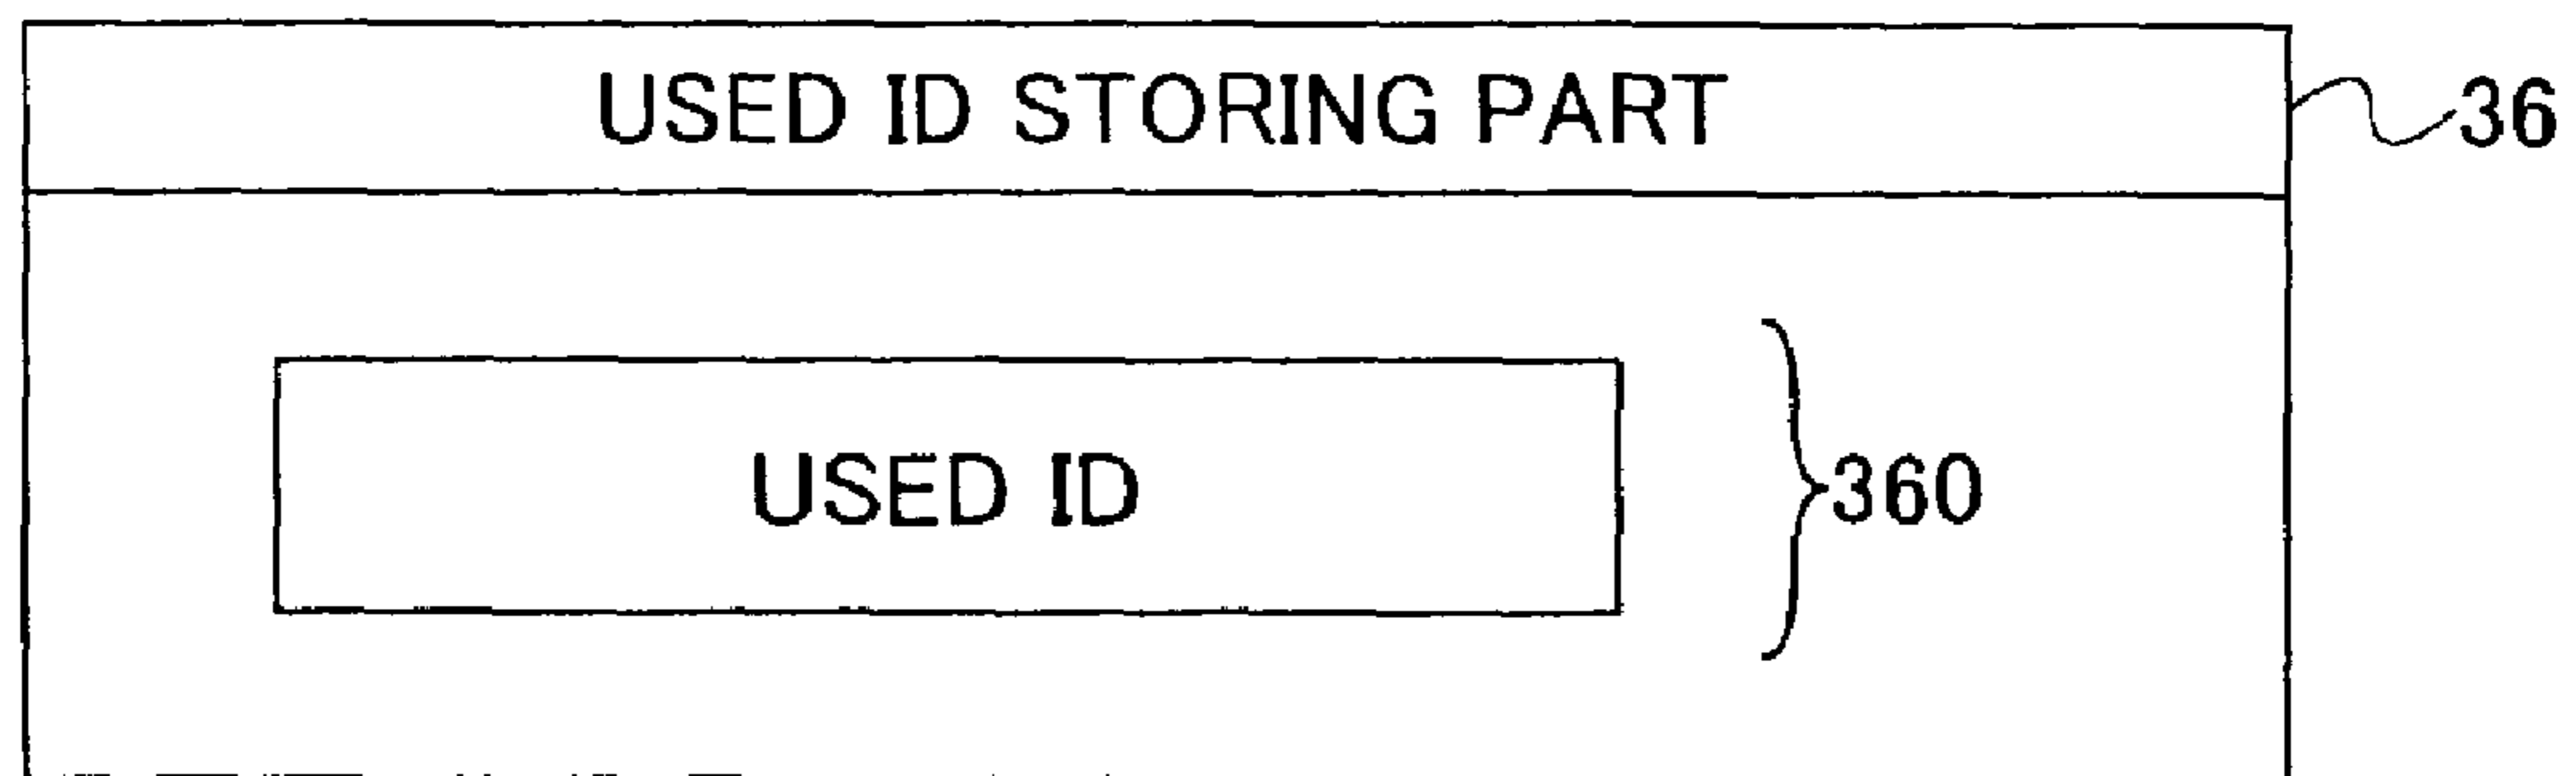 USED ID STORING PART
36
USED ID
360